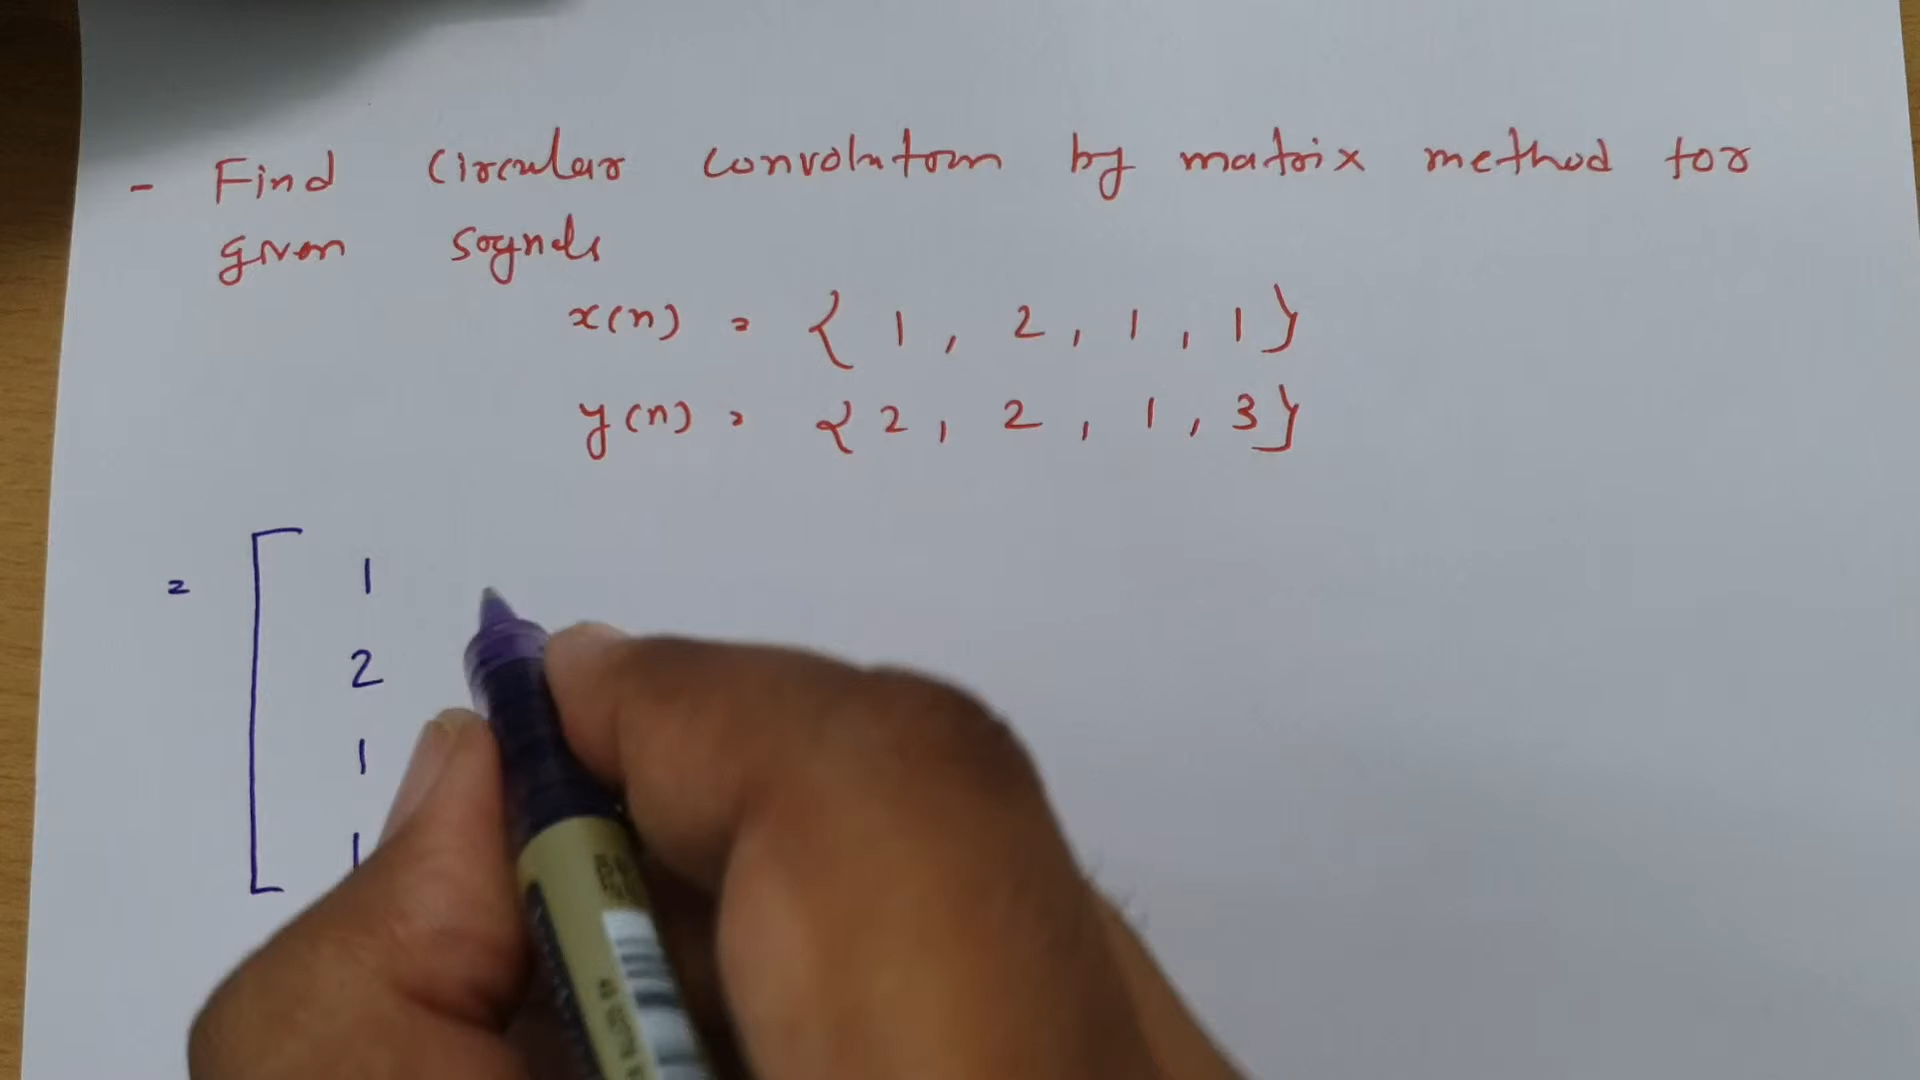 - Find Circular convolution by matrix method for
given signals
x(n) = { 1 , 2 , 1 , 1 }
y(n) = { 2 , 2 , 1 , 3 }
= [ 1
2
1
1